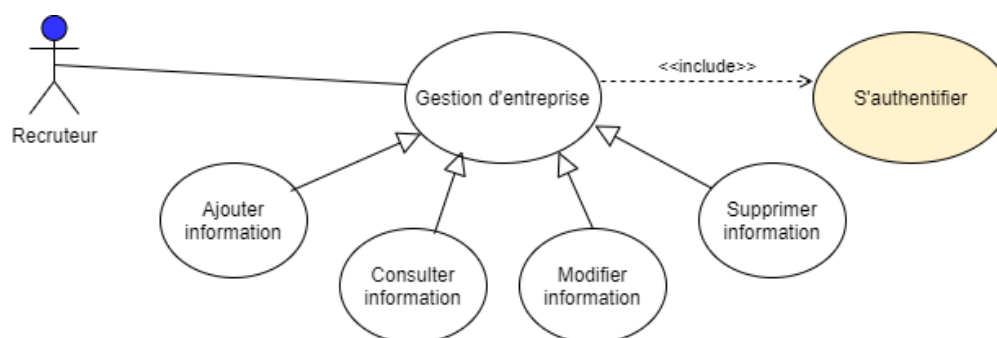 Recruteur
Gestion d'entreprise
<<include>>
S'authentifier
Ajouter
information
Consulter
information
Modifier
information
Supprimer
information